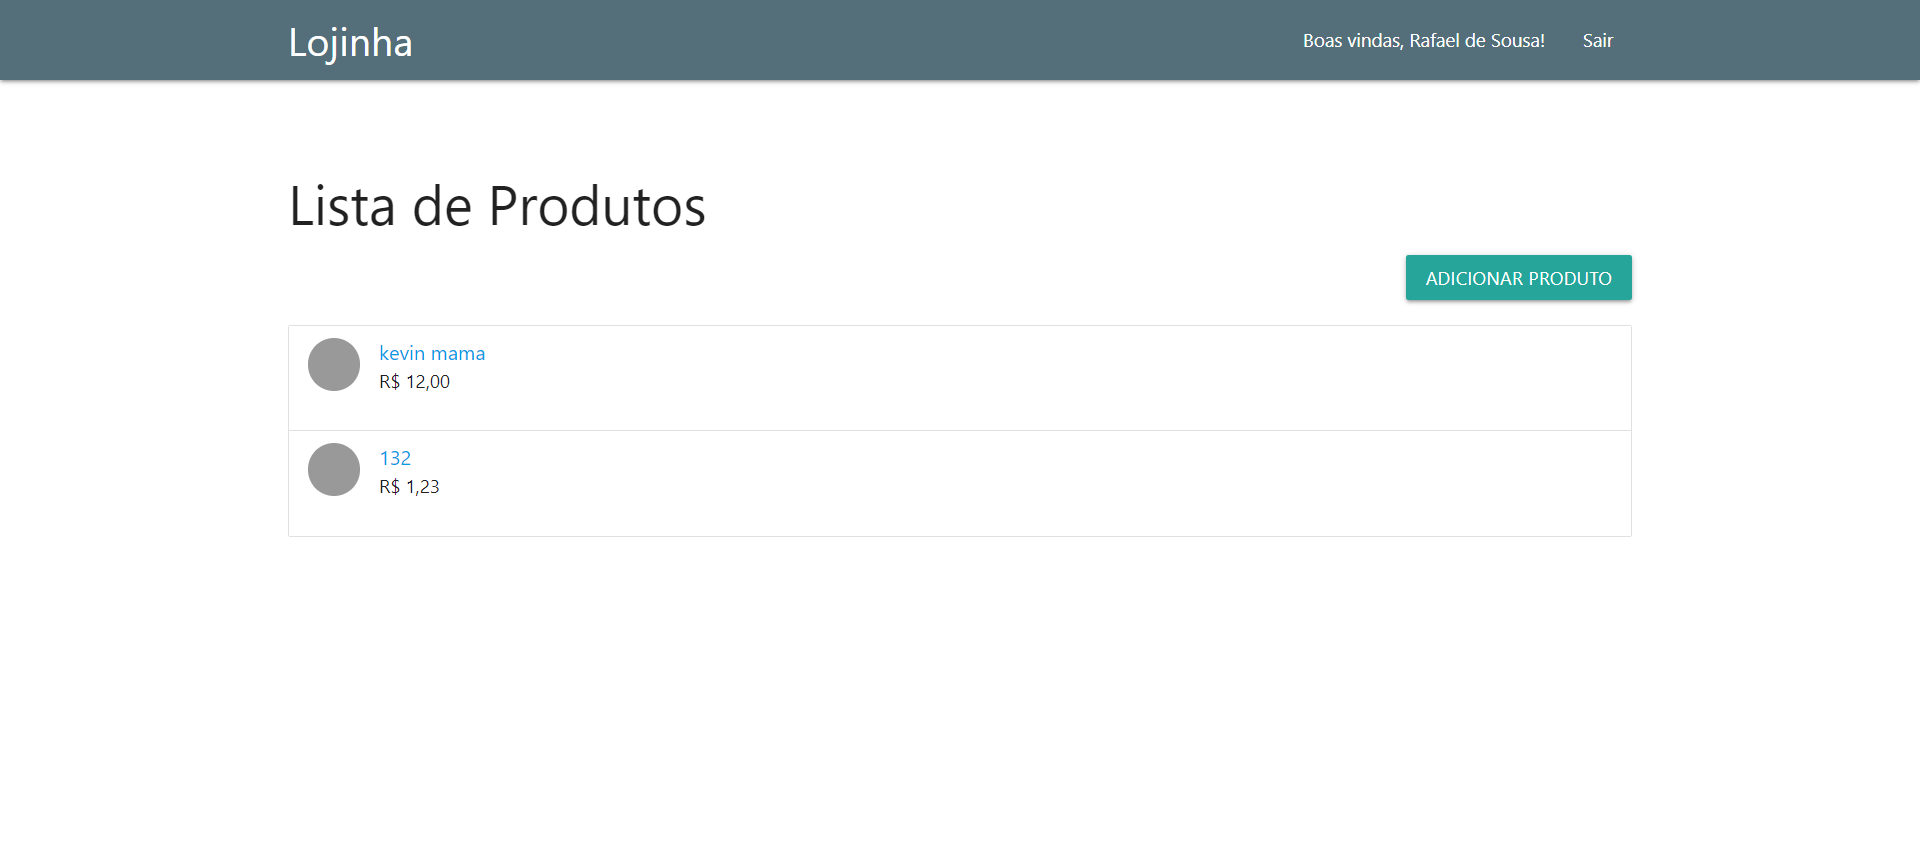 Lojinha
Boas vindas, Rafael de Sousa!
Sair
Lista de Produtos
ADICIONAR PRODUTO
kevin mama
R$ 12,00
132
R$ 1,23